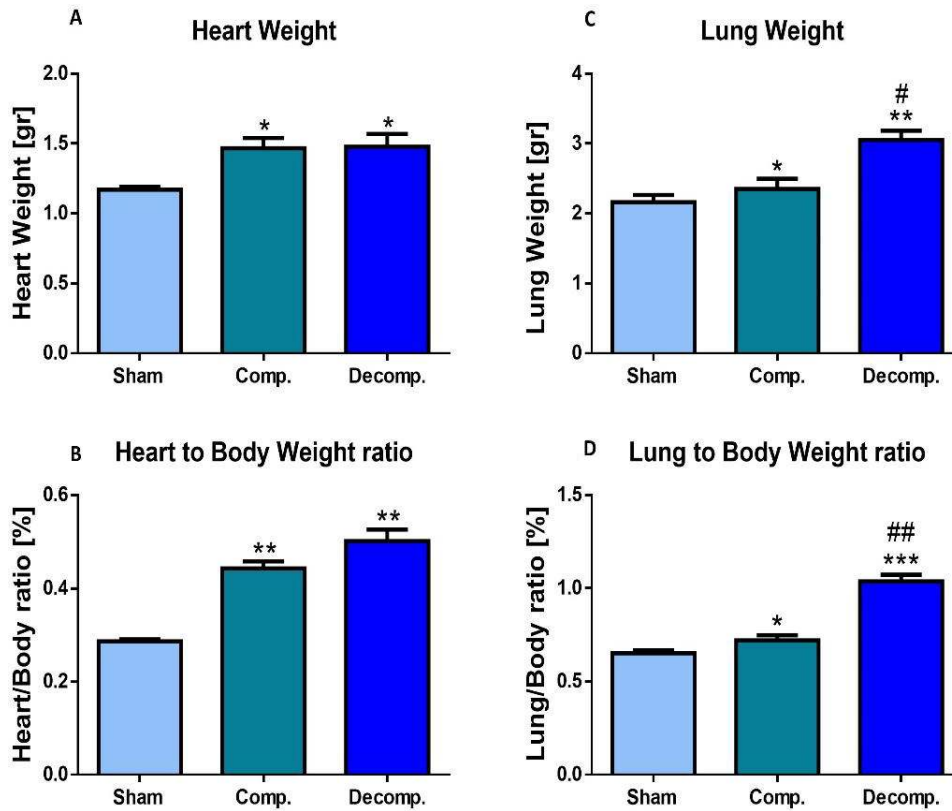 A
Heart Weight
Heart Weight [gr]
2.0
1.5
1.0
0.5
0.0
*
*
Sham Comp. Decomp.
C
Lung Weight
Lung Weight [gr]
4
3
2
1
0
*
#
**
Sham Comp. Decomp.
B
Heart to Body Weight ratio
Heart/Body ratio [%]
0.6
0.4
0.2
0.0
**
**
Sham Comp. Decomp.
D
Lung to Body Weight ratio
Lung/Body ratio [%]
1.5
1.0
0.5
0.0
*
##
***
Sham Comp. Decomp.